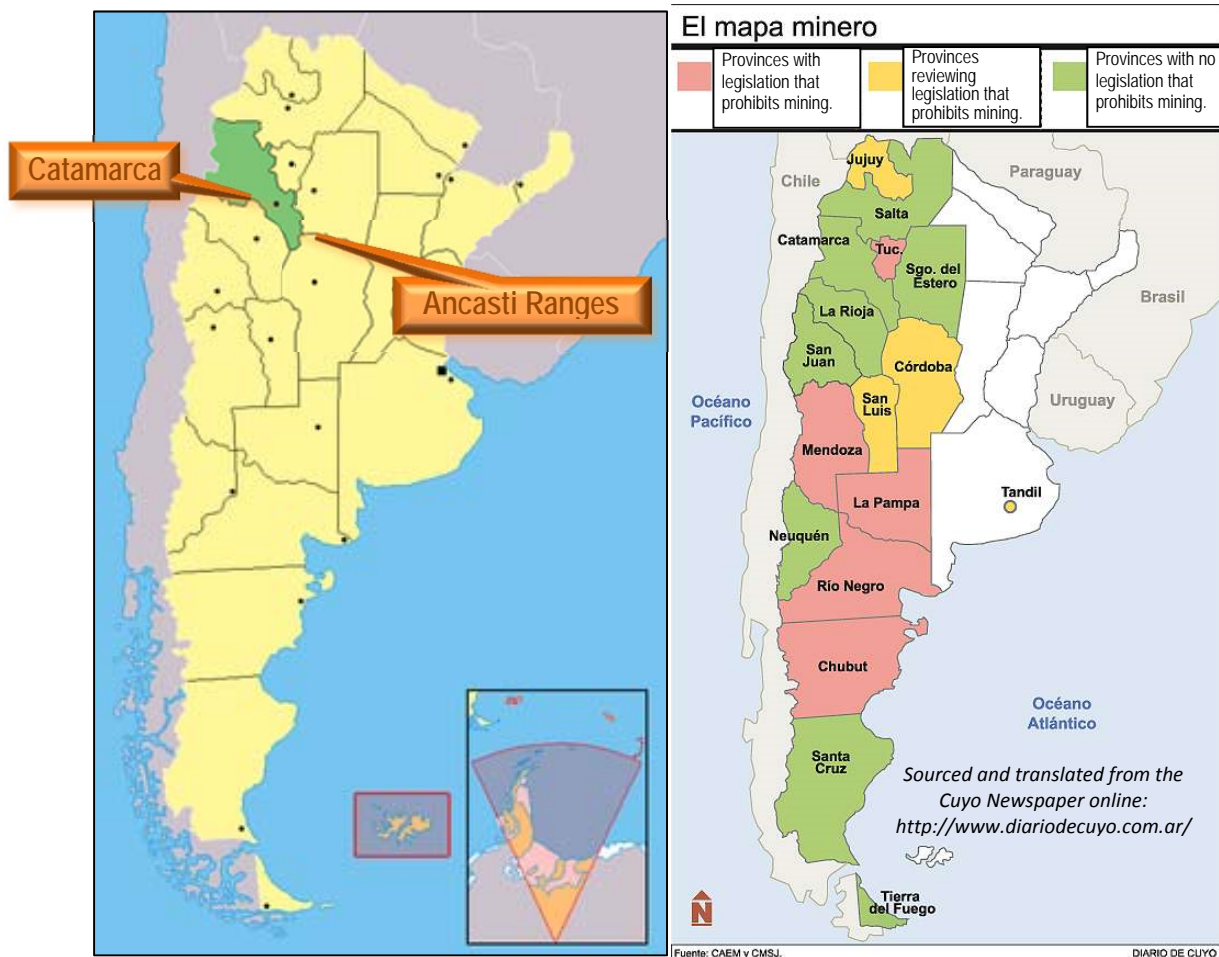 Catamarca
Ancasti Ranges
El mapa minero
Provinces with
legislation that
prohibits mining.
Provinces
reviewing
legislation that
prohibits mining.
Provinces with no
legislation that
prohibits mining.
Jujuy
Chile
Paraguay
Salta
Catamarca
Tuc.
Sgo. del
Estero
Brasil
La Rioja
San
Juan
Córdoba
San
Luis
Uruguay
Océano
Pacífico
Mendoza
La Pampa
Tandil
Neuquén
Río Negro
Chubut
Océano
Atlántico
Santa
Cruz
Sourced and translated from the
Cuyo Newspaper online:
http://www.diariodecuyo.com.ar/
Tierra
del Fuego
N
Fuente: CAEM y CMSJ.
DIARIO DE CUYO